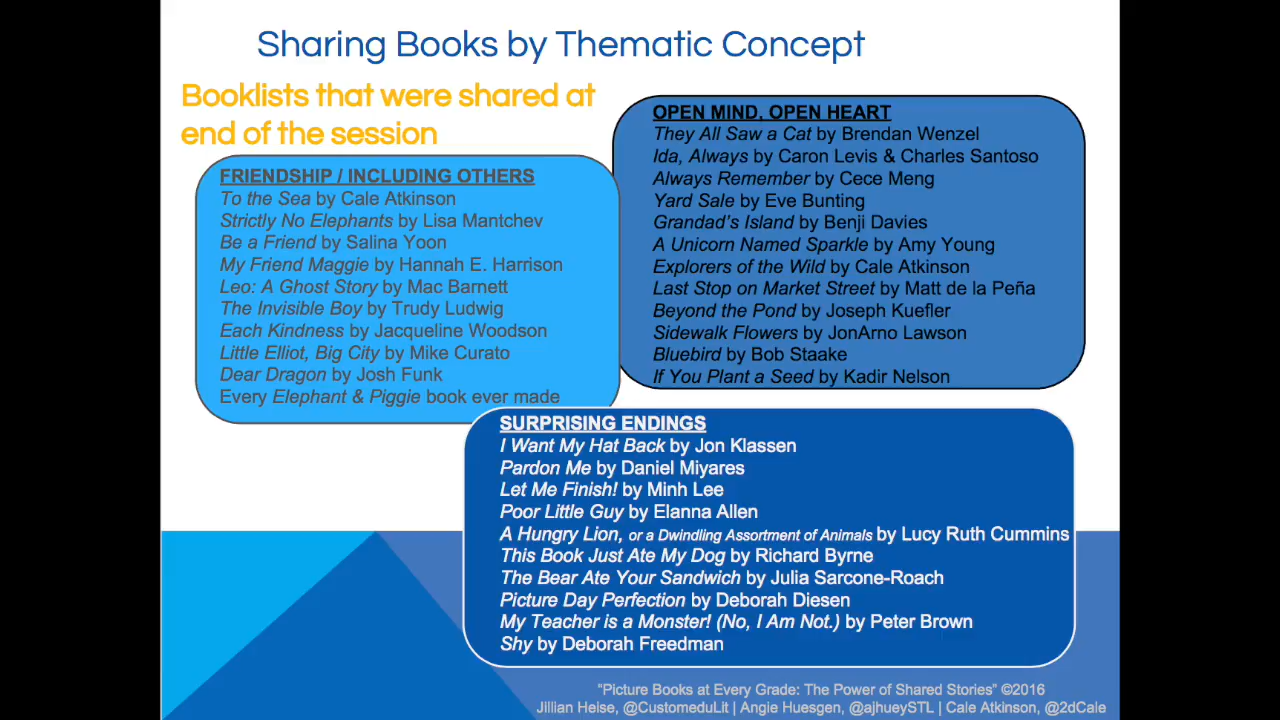 Sharing Books by Thematic Concept
Booklists that were shared at
end of the session
FRIENDSHIP / INCLUDING OTHERS
To the Sea by Cale Atkinson
Strictly No Elephants by Lisa Mantchev
Be a Friend by Salina Yoon
My Friend Maggie by Hannah E. Harrison
Leo: A Ghost Story by Mac Barnett
The Invisible Boy by Trudy Ludwig
Each Kindness by Jacqueline Woodson
Little Elliot, Big City by Mike Curato
Dear Dragon by Josh Funk
Every Elephant & Piggie book ever made
OPEN MIND, OPEN HEART
They All Saw a Cat by Brendan Wenzel
Ida, Always by Caron Levis & Charles Santoso
Always Remember by Cece Meng
Yard Sale by Eve Bunting
Grandad's Island by Benji Davies
A Unicorn Named Sparkle by Amy Young
Explorers of the Wild by Cale Atkinson
Last Stop on Market Street by Matt de la Peña
Beyond the Pond by Joseph Kuefler
Sidewalk Flowers by JonArno Lawson
Bluebird by Bob Staake
If You Plant a Seed by Kadir Nelson
SURPRISING ENDINGS
I Want My Hat Back by Jon Klassen
Pardon Me by Daniel Miyares
Let Me Finish! by Minh Lee
Poor Little Guy by Elanna Allen
A Hungry Lion, or a Dwindling Assortment of Animals by Lucy Ruth Cummins
This Book Just Ate My Dog by Richard Byrne
The Bear Ate Your Sandwich by Julia Sarcone-Roach
Picture Day Perfection by Deborah Diesen
My Teacher is a Monster! (No, I Am Not.) by Peter Brown
Shy by Deborah Freedman
"Picture Books at Every Grade: The Power of Shared Stories" ©2016
Jillian Heise, @CustomeduLit | Angie Huesgen, @ajhueySTL | Cale Atkinson, @2dCale